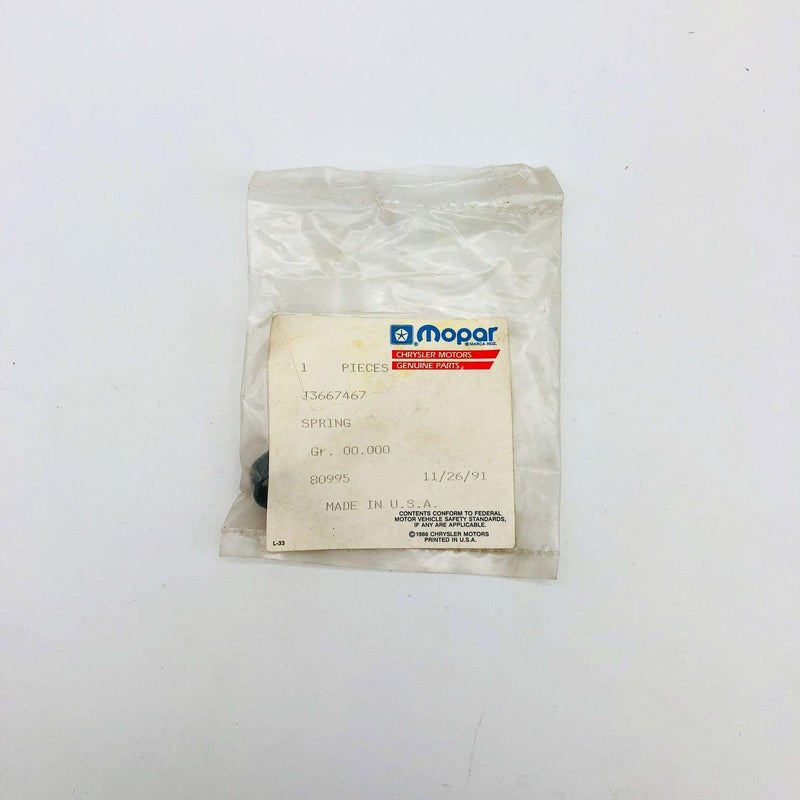 mopar
® ®MARCA REG.
CHRYSLER MOTORS
GENUINE PARTS
1 PIECES
J3667467
SPRING
Gr. 00.000
80995 11/26/91
MADE IN U.S.A.
CONTENTS CONFORM TO FEDERAL
MOTOR VEHICLE SAFETY STANDARDS,
IF ANY ARE APPLICABLE.
©1986 CHRYSLER MOTORS
L-33 PRINTED IN U.S.A.